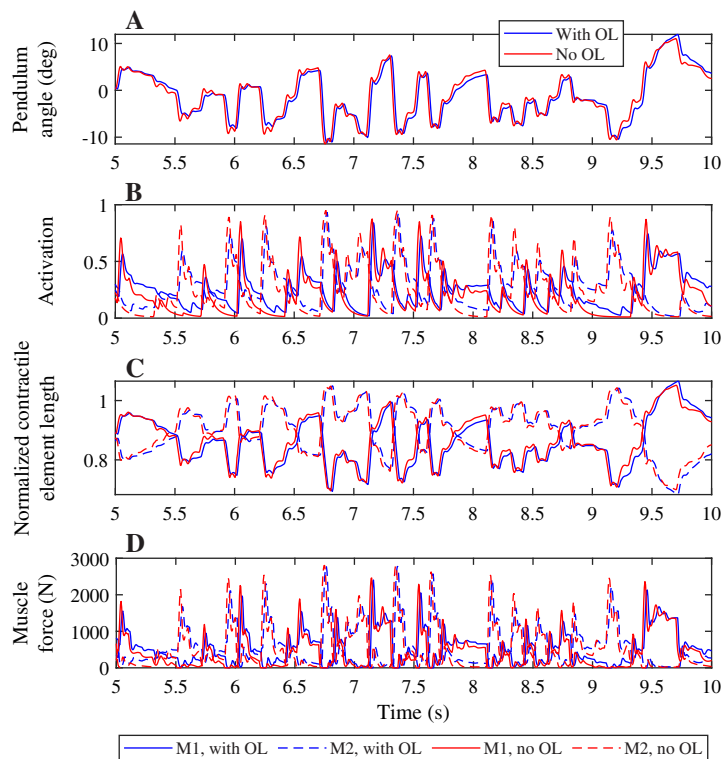 A
With OL
No OL
Pendulum
angle (deg)
10
0
-10
5 5.5 6 6.5 7 7.5 8 8.5 9 9.5 10
B
Activation
1
0.5
0
5 5.5 6 6.5 7 7.5 8 8.5 9 9.5 10
C
Normalized contractile
element length
1
0.8
5 5.5 6 6.5 7 7.5 8 8.5 9 9.5 10
D
Muscle
force (N)
3000
2000
1000
0
5 5.5 6 6.5 7 7.5 8 8.5 9 9.5 10
Time (s)
M1, with OL M2, with OL M1, no OL M2, no OL